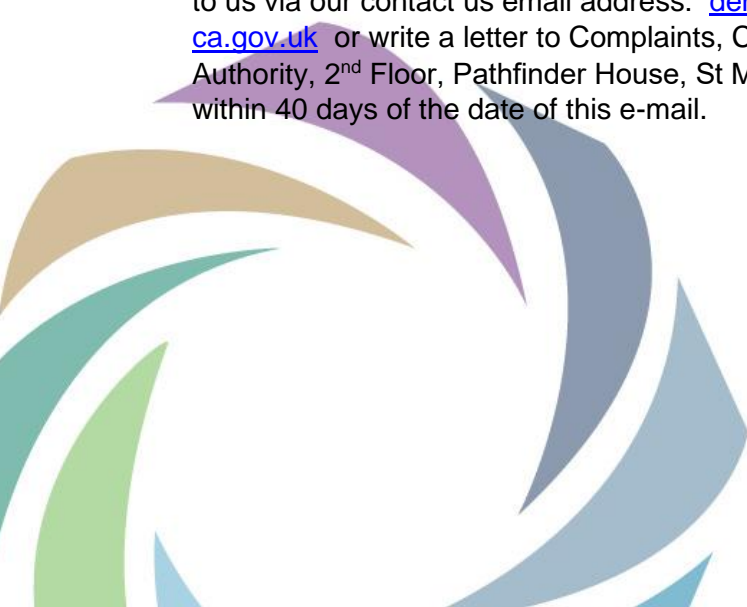 to us via our contact us email address:
ca.gov.uk or write a letter to Complaints, C
Authority, 2nd Floor, Pathfinder House, St M
within 40 days of the date of this e-mail.